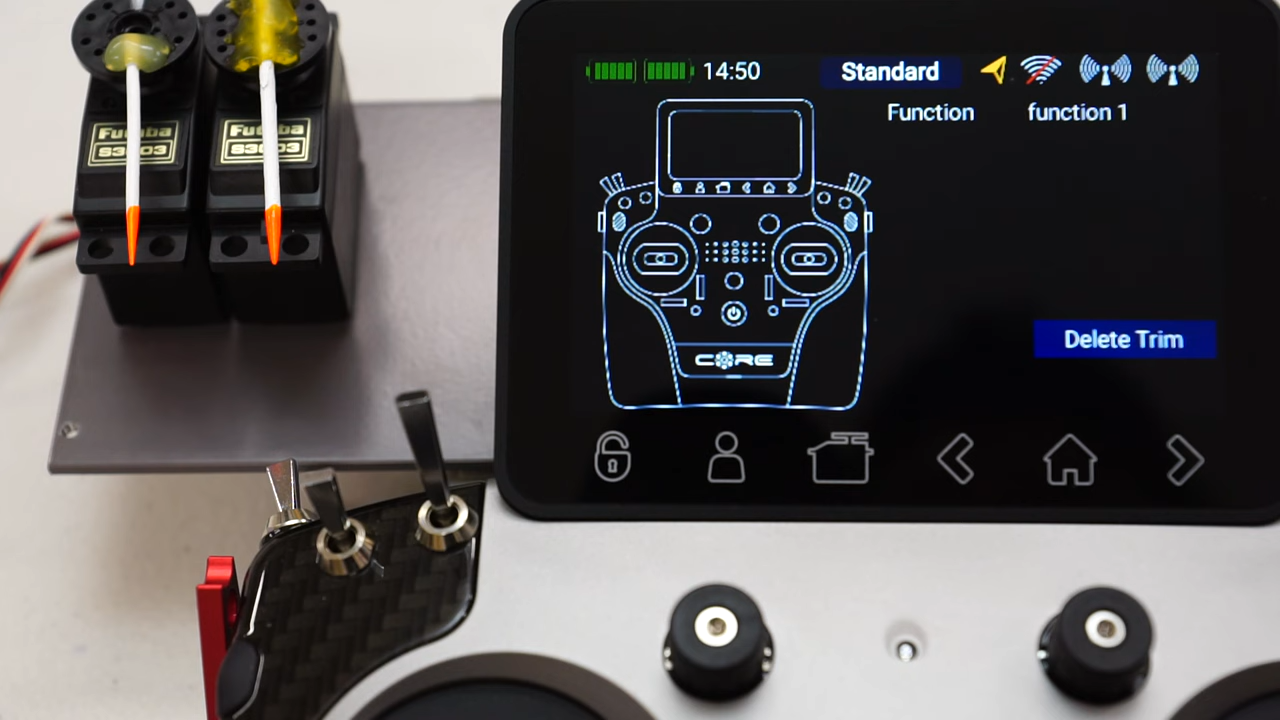 Futaba
S3003
Futaba
S3003
14:50
Standard
Function
function 1
CORE
Delete Trim